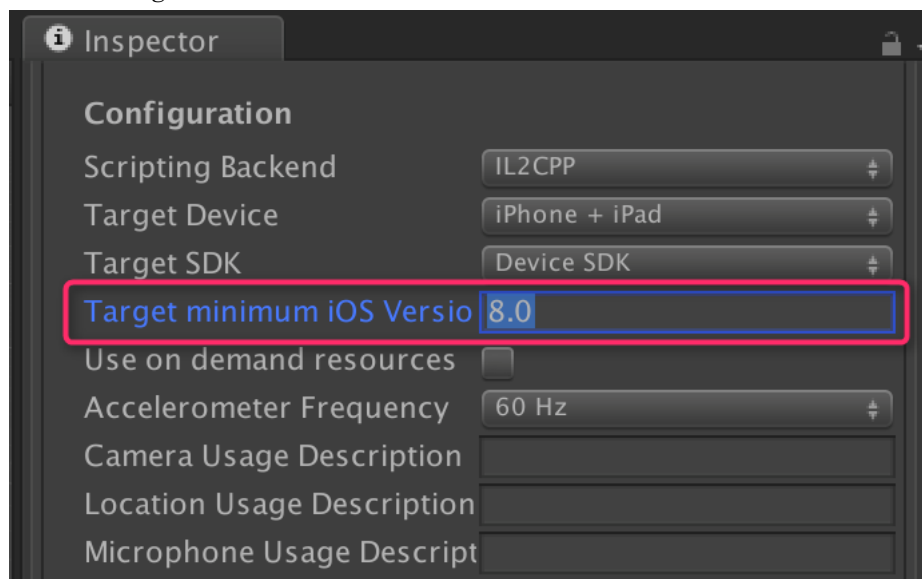 Inspector
Configuration
Scripting Backend IL2CPP
Target Device iPhone + iPad
Target SDK Device SDK
Target minimum iOS Versio 8.0
Use on demand resources
Accelerometer Frequency 60 Hz
Camera Usage Description
Location Usage Description
Microphone Usage Descript